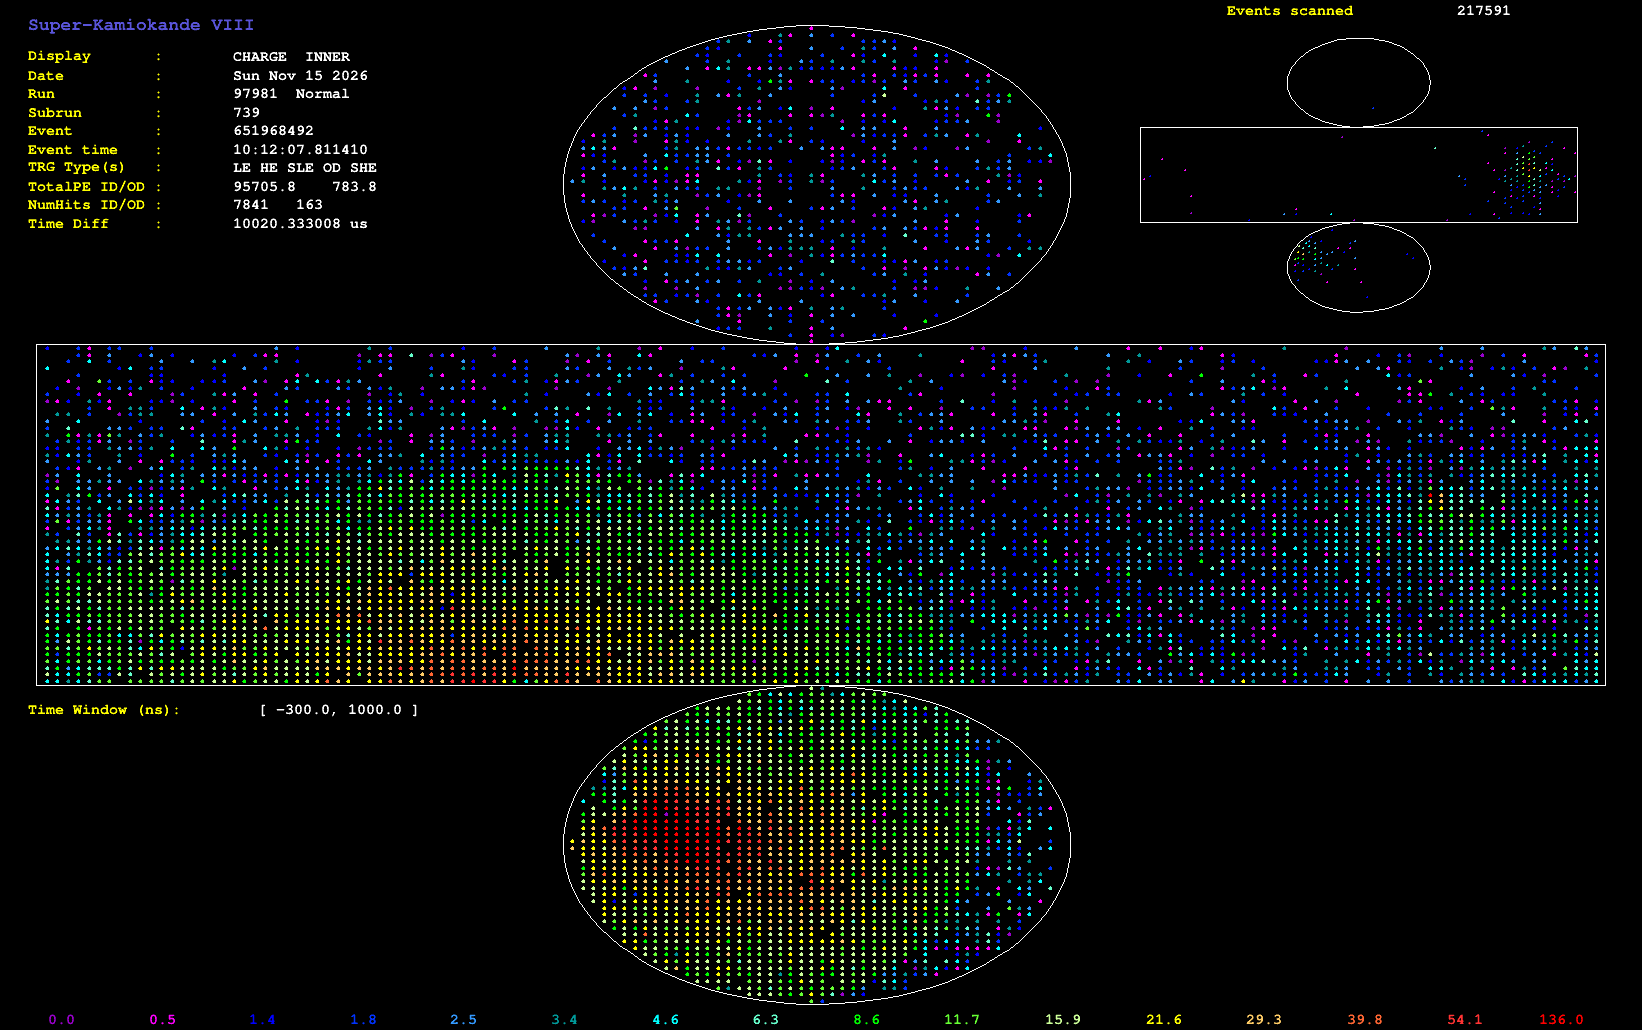 Super-Kamiokande VIII
Events scanned 217591
Display : CHARGE INNER
Date : Sun Nov 15 2026
Run : 97981 Normal
Subrun : 739
Event : 651968492
Event time : 10:12:07.811410
TRG Type(s) : LE HE SLE OD SHE
TotalPE ID/OD : 95705.8 783.8
NumHits ID/OD : 7841 163
Time Diff : 10020.333008 us
Time Window (ns): [ -300.0, 1000.0 ]
0.0 0.5 1.4 1.8 2.5 3.4 4.6 6.3 8.6 11.7 15.9 21.6 29.3 39.8 54.1 136.0